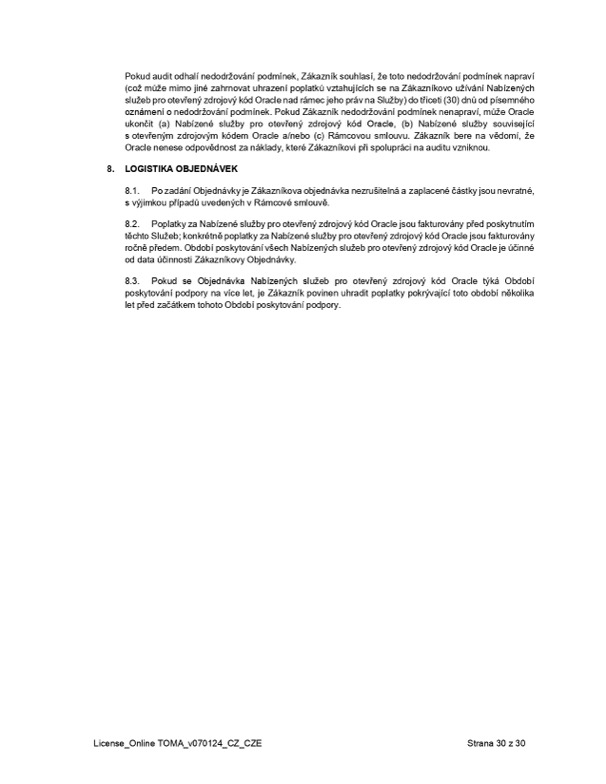 Pokud audit odhalí nedodržování podmínek, Zákazník souhlasí, že toto nedodržování podmínek napraví
(což může mimo jiné zahrnovat uhrazení poplatků vztahujících se na Zákazníkovo užívání Nabízených
služeb pro otevřený zdrojový kód Oracle nad rámec jeho práv na Služby) do třiceti (30) dnů od písemného
oznámení o nedodržování podmínek. Pokud Zákazník nedodržování podmínek nenapraví, může Oracle
ukončit (a) Nabízené služby pro otevřený zdrojový kód Oracle, (b) Nabízené služby související
s otevřeným zdrojovým kódem Oracle a/nebo (c) Rámcovou smlouvu. Zákazník bere na vědomí, že
Oracle nenese odpovědnost za náklady, které Zákazníkovi při spolupráci na auditu vzniknou.
8. LOGISTIKA OBJEDNÁVEK
8.1. Po zadání Objednávky je Zákazníkova objednávka nezrušitelná a zaplacené částky jsou nevratné,
s výjimkou případů uvedených v Rámcové smlouvě.
8.2. Poplatky za Nabízené služby pro otevřený zdrojový kód Oracle jsou fakturovány před poskytnutím
těchto Služeb; konkrétně poplatky za Nabízené služby pro otevřený zdrojový kód Oracle jsou fakturovány
ročně předem. Období poskytování všech Nabízených služeb pro otevřený zdrojový kód Oracle je účinné
od data účinnosti Zákazníkovy Objednávky.
8.3. Pokud se Objednávka Nabízených služeb pro otevřený zdrojový kód Oracle týká Období
poskytování podpory na více let, je Zákazník povinen uhradit poplatky pokrývající toto období několika
let před začátkem tohoto Období poskytování podpory.
License_Online TOMA_v070124_CZ_CZE Strana 30 z 30